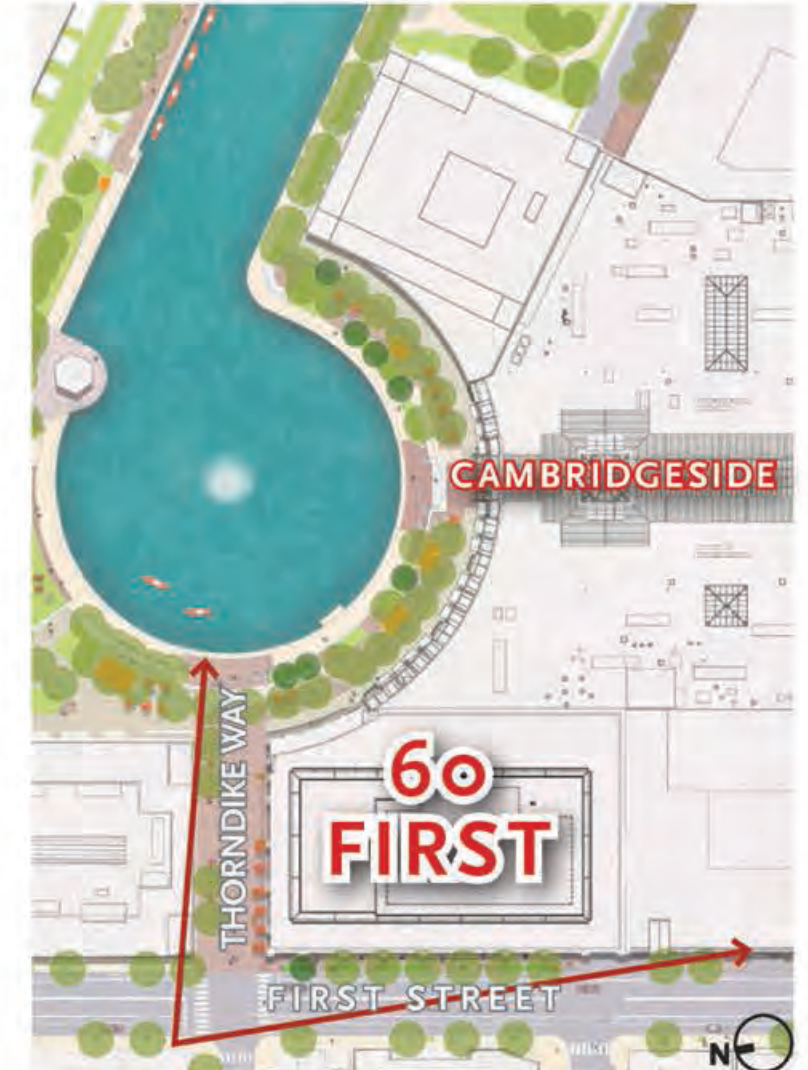 CAMBRIDGESIDE
60
FIRST
THORNDIKE WAY
FIRST STREET
N